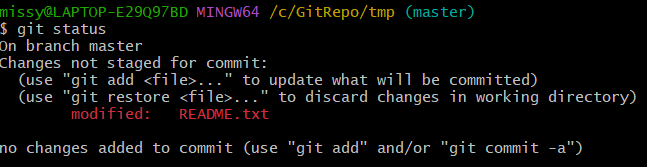 missy@LAPTOP-E29Q97BD MINGW64 /c/GitRepo/tmp (master)
$ git status
On branch master
Changes not staged for commit:
  (use "git add <file>..." to update what will be committed)
  (use "git restore <file>..." to discard changes in working directory)
        modified:   README.txt

no changes added to commit (use "git add" and/or "git commit -a")